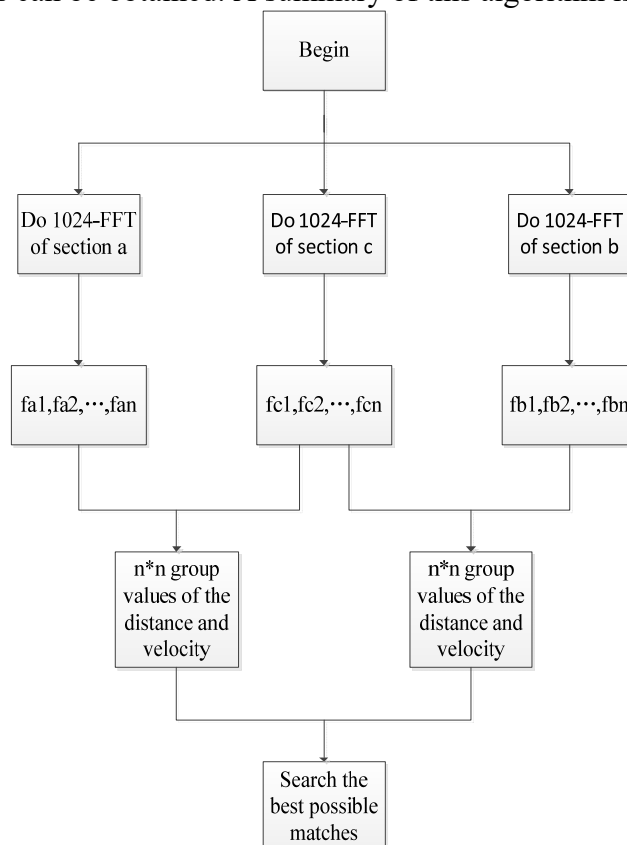 can be obtained. A summary of this algorithm
Begin
Do 1024-FFT
of section a
Do 1024-FFT
of section c
Do 1024-FFT
of section b
fa1,fa2,···,fan
fc1,fc2,···,fcn
fb1,fb2,···,fbn
n*n group
values of the
distance and
velocity
n*n group
values of the
distance and
velocity
Search the
best possible
matches